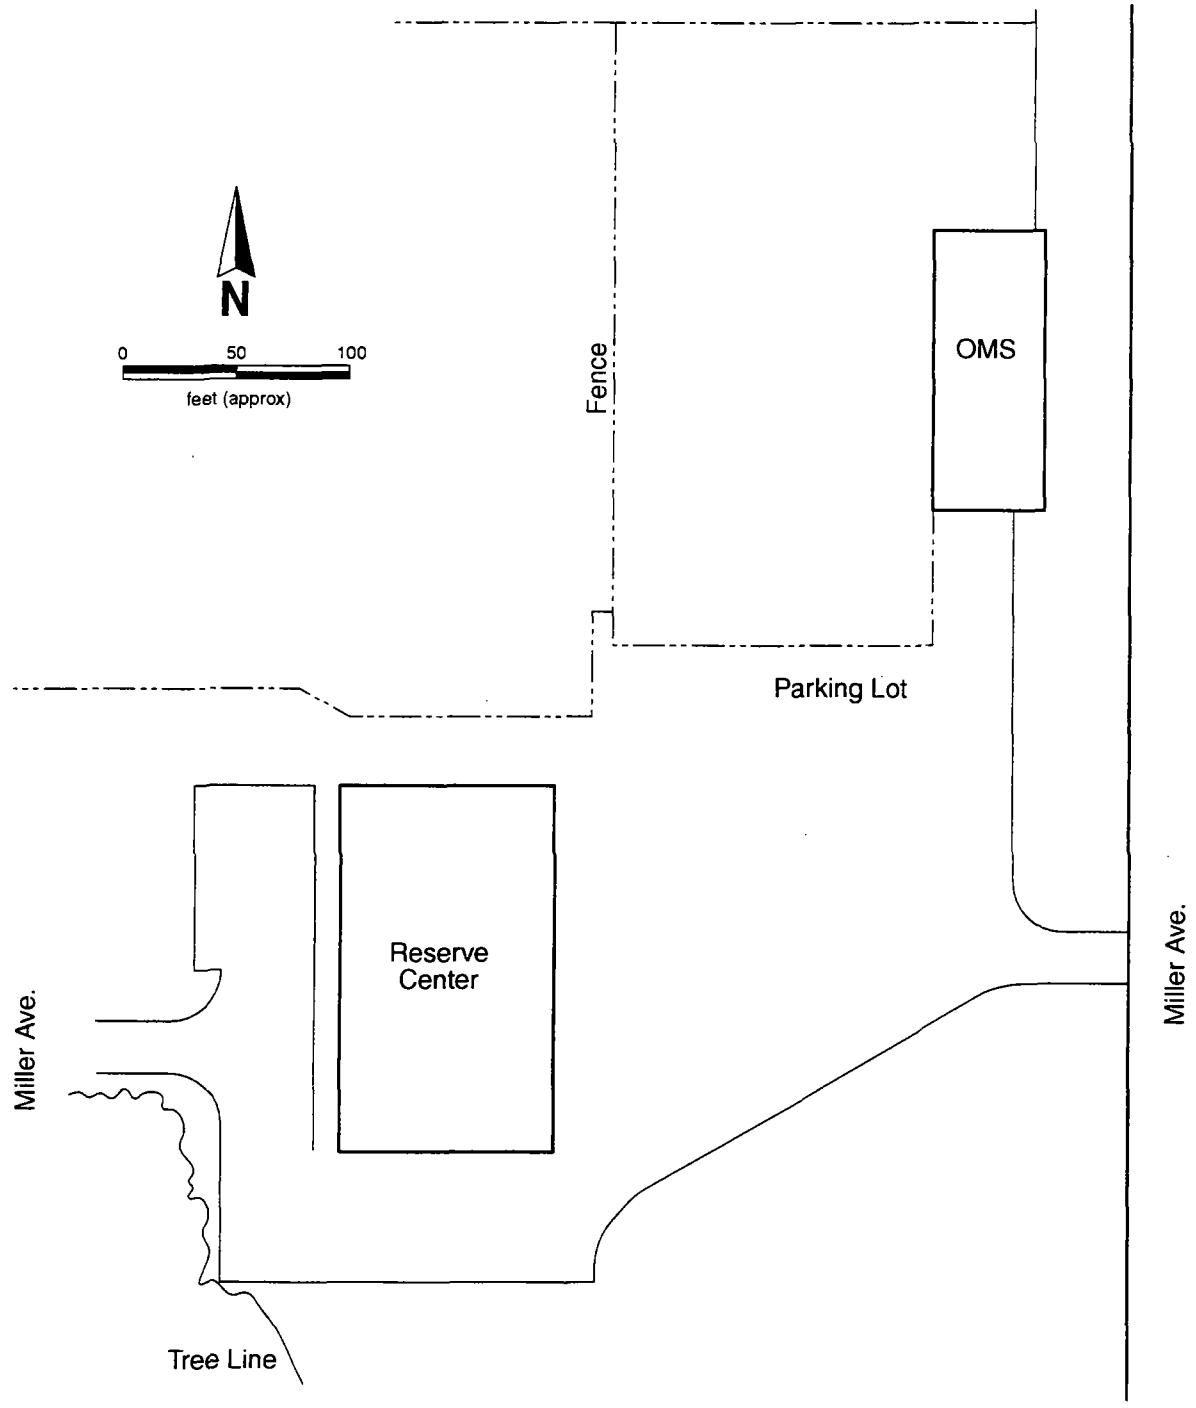 N
0 50 100
feet (approx)
Fence
OMS
Parking Lot
Reserve
Center
Miller Ave.
Miller Ave.
Tree Line